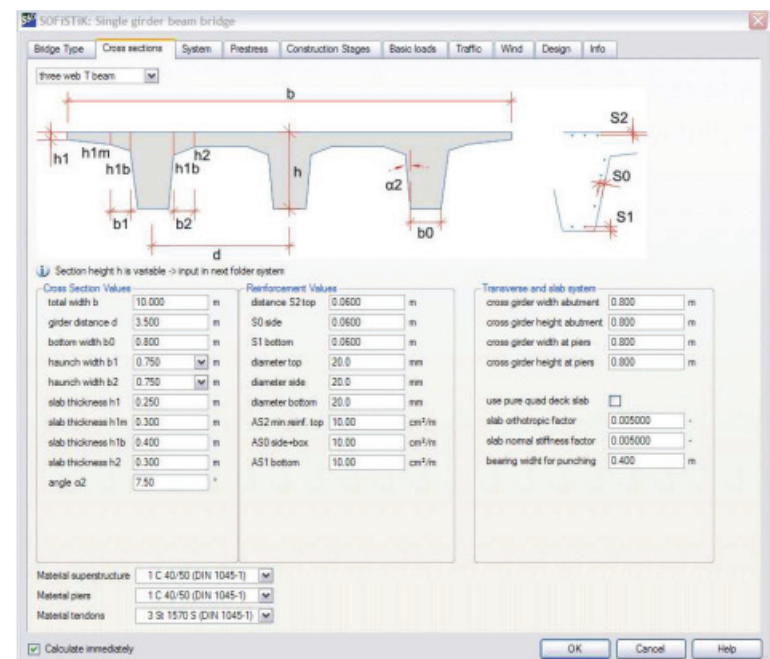 SOFiSTiK: Single girder beam bridge
Bridge Type Cross sections System Prestress Construction Stages Basic loads Traffic Wind Design Info
three web T beam
b
S2
h1 h1m h1b h1b h2 h α2 S0
b1 b2 b0 S1
d
Section height h is variable -> input in next folder system
Cross Section Values Reinforcement Values Transverse and slab system
total width b 10.000 m distance S2 top 0.0600 m cross girder width abutment 0.800 m
girder distance d 3.500 m S0 side 0.0600 m cross girder height abutment 0.800 m
bottom width b0 0.800 m S1 bottom 0.0600 m cross girder width at piers 0.800 m
haunch width b1 0.750 m diameter top 20.0 mm cross girder height at piers 0.800 m
haunch width b2 0.750 m diameter side 20.0 mm
slab thickness h1 0.250 m diameter bottom 20.0 mm use pure quad deck slab
slab thickness h1m 0.300 m AS2 min.reinf. top 10.00 cm²/m slab orthotropic factor 0.005000 -
slab thickness h1b 0.400 m AS0 side+box 10.00 cm²/m slab normal stiffness factor 0.005000 -
slab thickness h2 0.300 m AS1 bottom 10.00 cm²/m bearing widht for punching 0.400 m
angle α2 7.50 °
Material superstructure 1 C 40/50 (DIN 1045-1)
Material piers 1 C 40/50 (DIN 1045-1)
Material tendons 3 St 1570 S (DIN 1045-1)
Calculate immediately OK Cancel Help